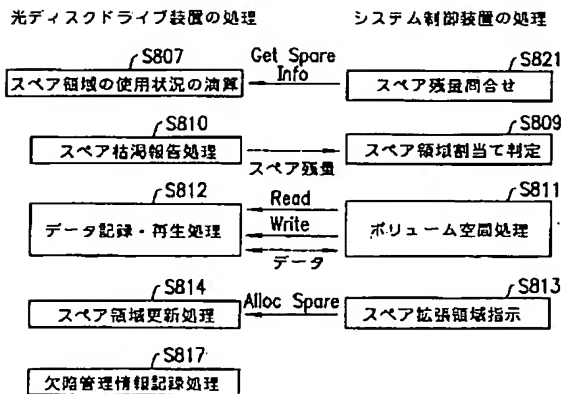 光ディスクドライブ装置の処理 システム制御装置の処理
S807 Get Spare Info S821
スペア領域の使用状況の演算 スペア残量問合せ
S810 S809
スペア枯渇報告処理 スペア残量 スペア領域割当て判定
S812 Read S811
データ記録・再生処理 Write ボリューム空間処理
データ
S814 Alloc Spare S813
スペア領域更新処理 スペア拡張領域指示
S817
欠陥管理情報記録処理